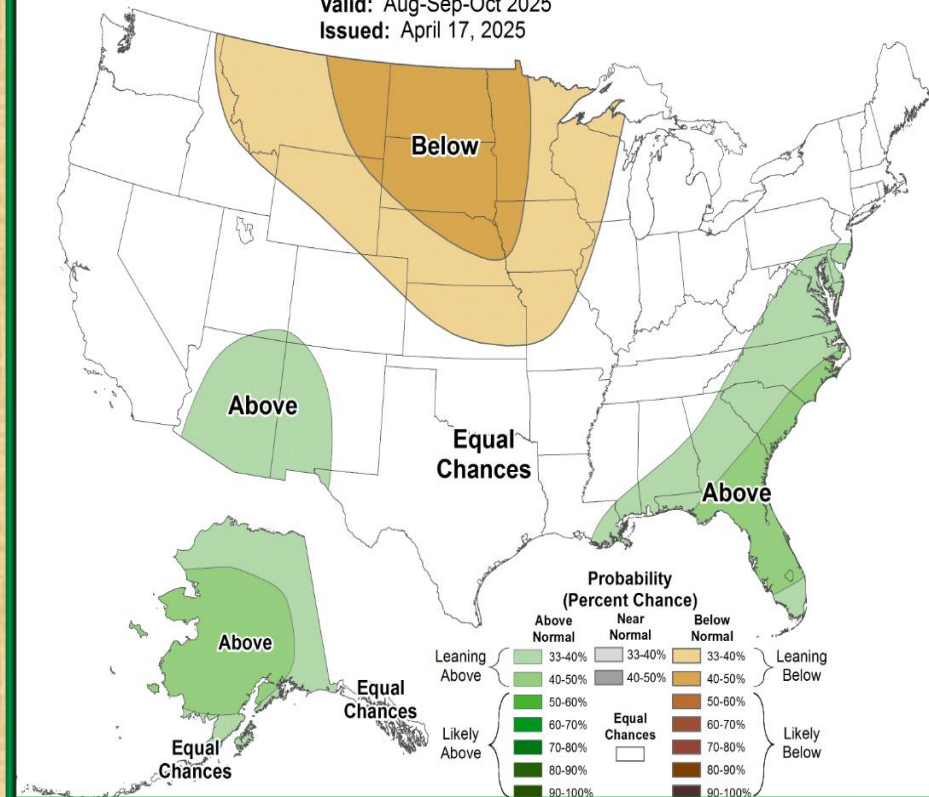 Valid: Aug-Sep-Oct 2025
Issued: April 17, 2025
Below
Above
Equal
Chances
Above
Above
Equal
Chances
Equal
Chances
Probability
(Percent Chance)
Above
Normal
Near
Normal
Below
Normal
Leaning
Above
33-40%
33-40%
33-40%
Leaning
Below
40-50%
40-50%
40-50%
Likely
Above
50-60%
50-60%
60-70%
60-70%
70-80%
70-80%
80-90%
80-90%
90-100%
90-100%
Equal
Chances
Likely
Below